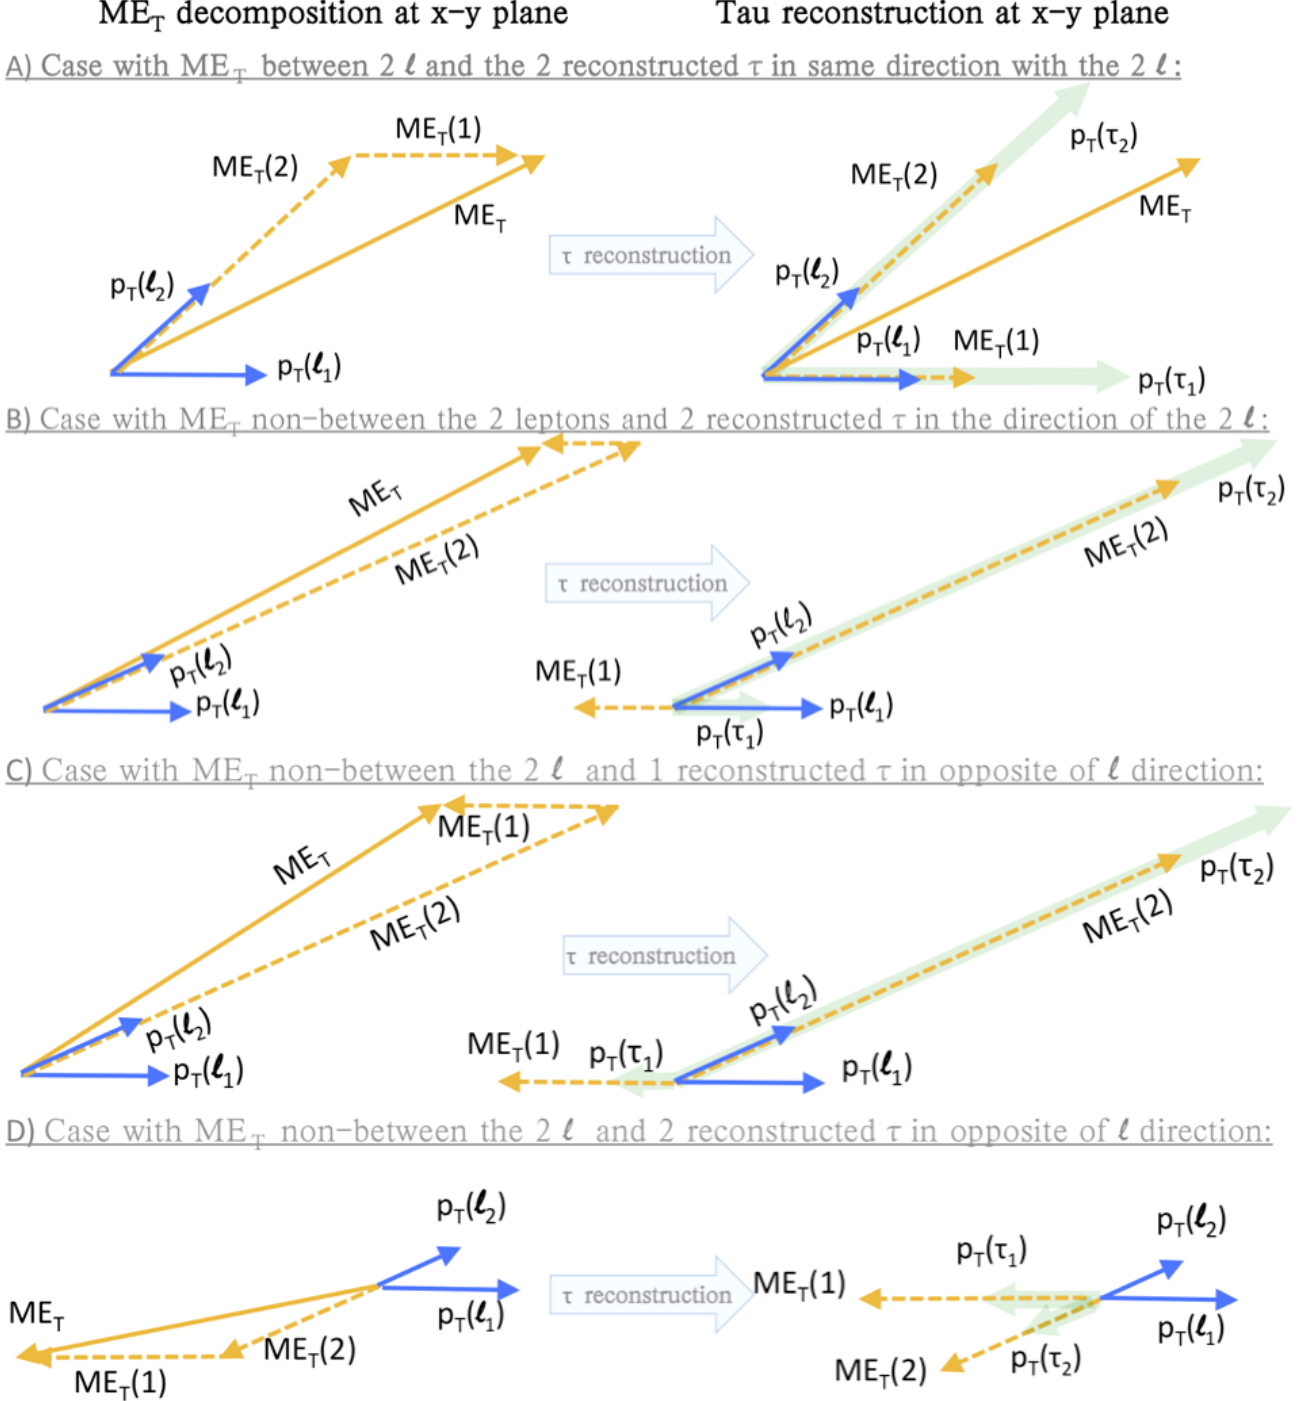 ME_T decomposition at x-y plane
Tau reconstruction at x-y plane
A) Case with ME_T between 2 ℓ and the 2 reconstructed τ in same direction with the 2 ℓ:
ME_T(1)
ME_T(2)
ME_T
p_T(ℓ_2)
p_T(ℓ_1)
τ reconstruction
p_T(τ_2)
ME_T(2)
ME_T
p_T(ℓ_2)
p_T(ℓ_1)
ME_T(1)
p_T(τ_1)
B) Case with ME_T non-between the 2 leptons and 2 reconstructed τ in the direction of the 2 ℓ:
ME_T
ME_T(2)
p_T(ℓ_2)
p_T(ℓ_1)
τ reconstruction
p_T(τ_2)
ME_T(2)
p_T(ℓ_2)
ME_T(1)
p_T(ℓ_1)
p_T(τ_1)
C) Case with ME_T non-between the 2 ℓ and 1 reconstructed τ in opposite of ℓ direction:
ME_T(1)
ME_T
ME_T(2)
p_T(ℓ_2)
p_T(ℓ_1)
τ reconstruction
p_T(τ_2)
ME_T(2)
p_T(ℓ_2)
ME_T(1)
p_T(τ_1)
p_T(ℓ_1)
D) Case with ME_T non-between the 2 ℓ and 2 reconstructed τ in opposite of ℓ direction:
p_T(ℓ_2)
p_T(ℓ_1)
ME_T
ME_T(2)
ME_T(1)
τ reconstruction
p_T(ℓ_2)
p_T(τ_1)
ME_T(1)
p_T(ℓ_1)
p_T(τ_2)
ME_T(2)